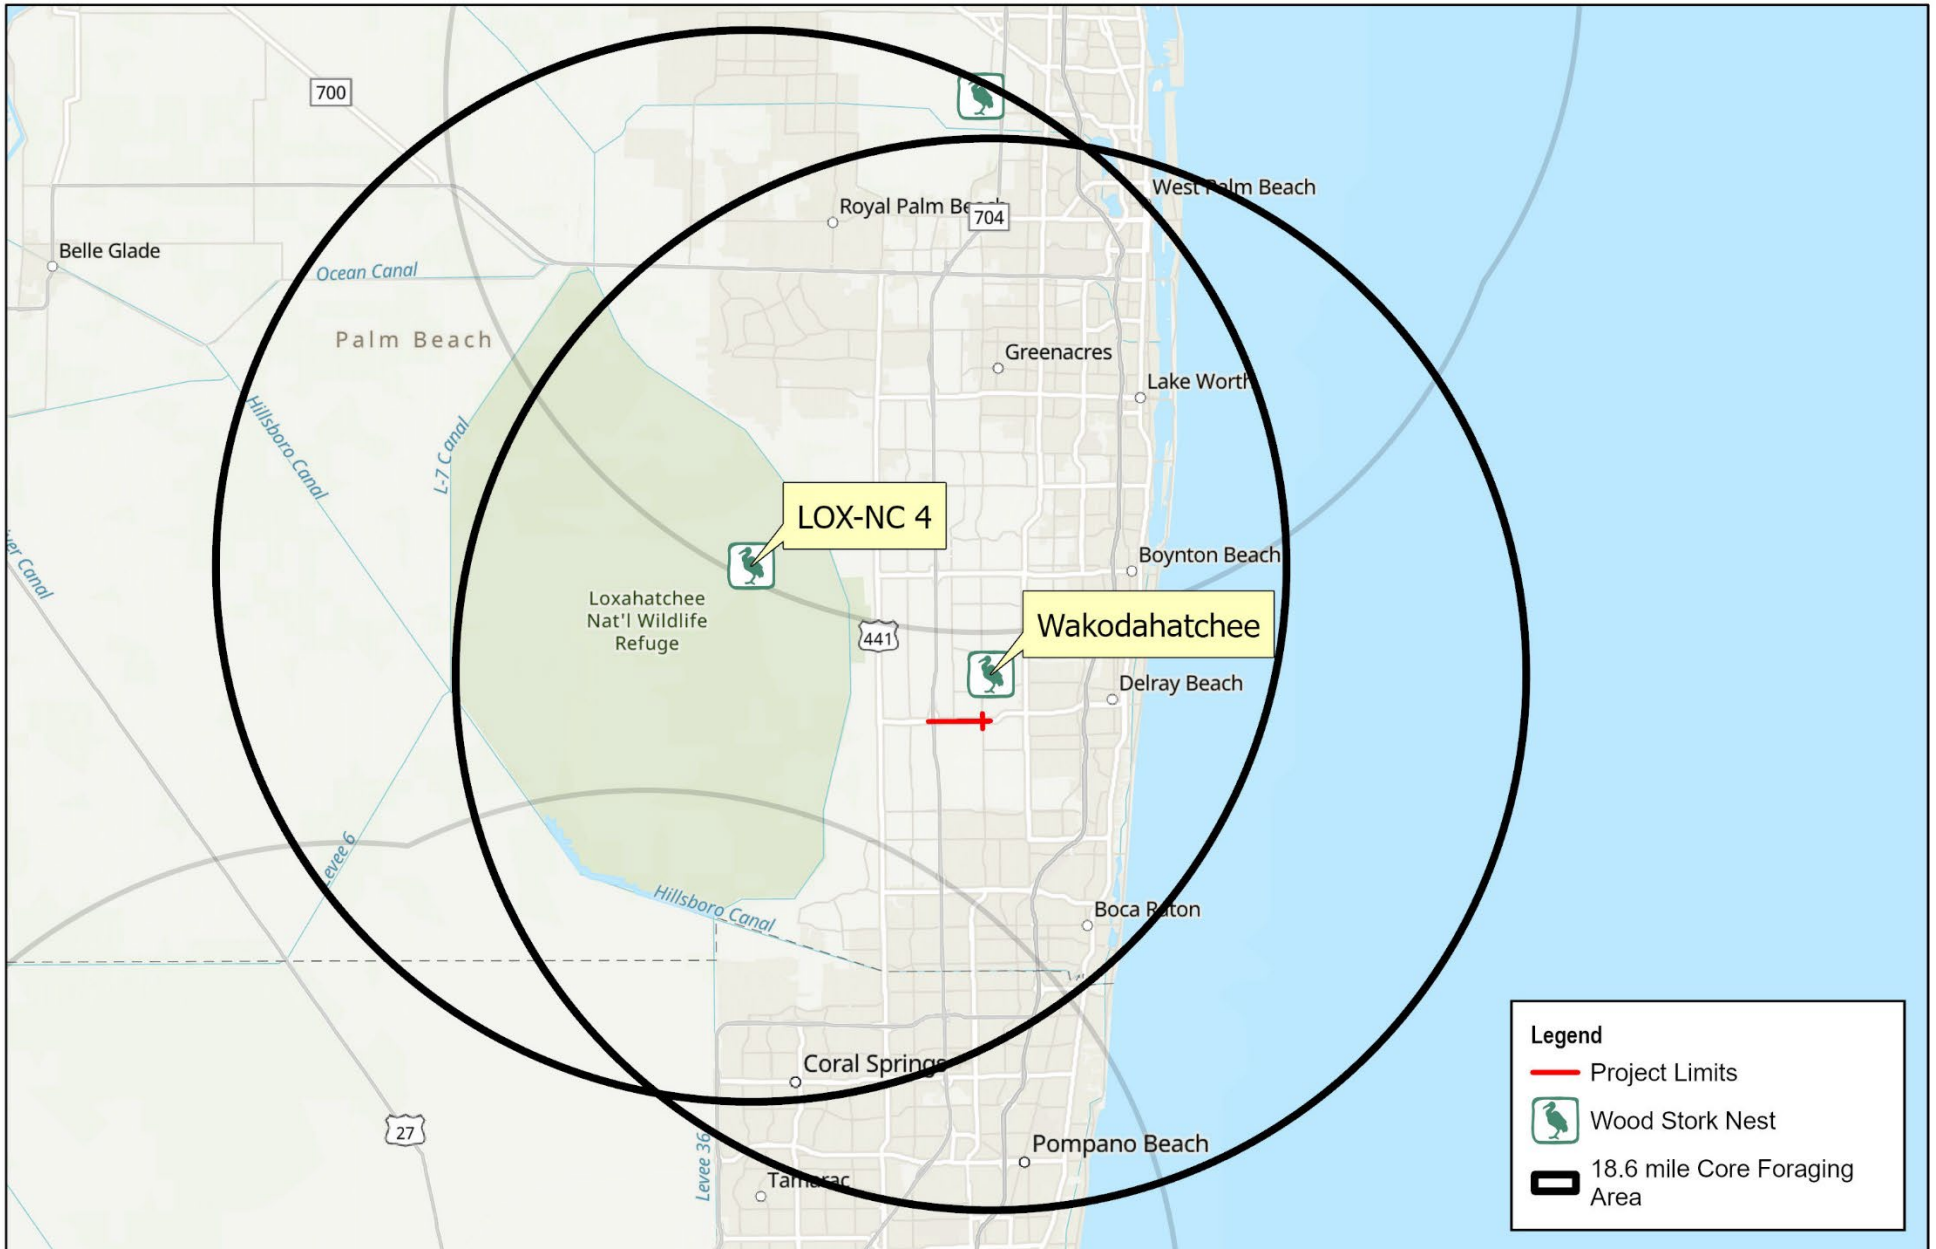 700
West Palm Beach
Royal Palm Beach
704
Belle Glade
Ocean Canal
Palm Beach
Greenacres
Lake Worth
Hillsboro Canal
L-7 Canal
LOX-NC 4
Boynton Beach
Loxahatchee
Nat'l Wildlife
Refuge
441
Wakodahatchee
Delray Beach
Canal
Levee 6
Hillsboro Canal
Boca Raton
Coral Springs
27
Levee 36
Pompano Beach
Tamarac
Legend
Project Limits
Wood Stork Nest
18.6 mile Core Foraging
Area